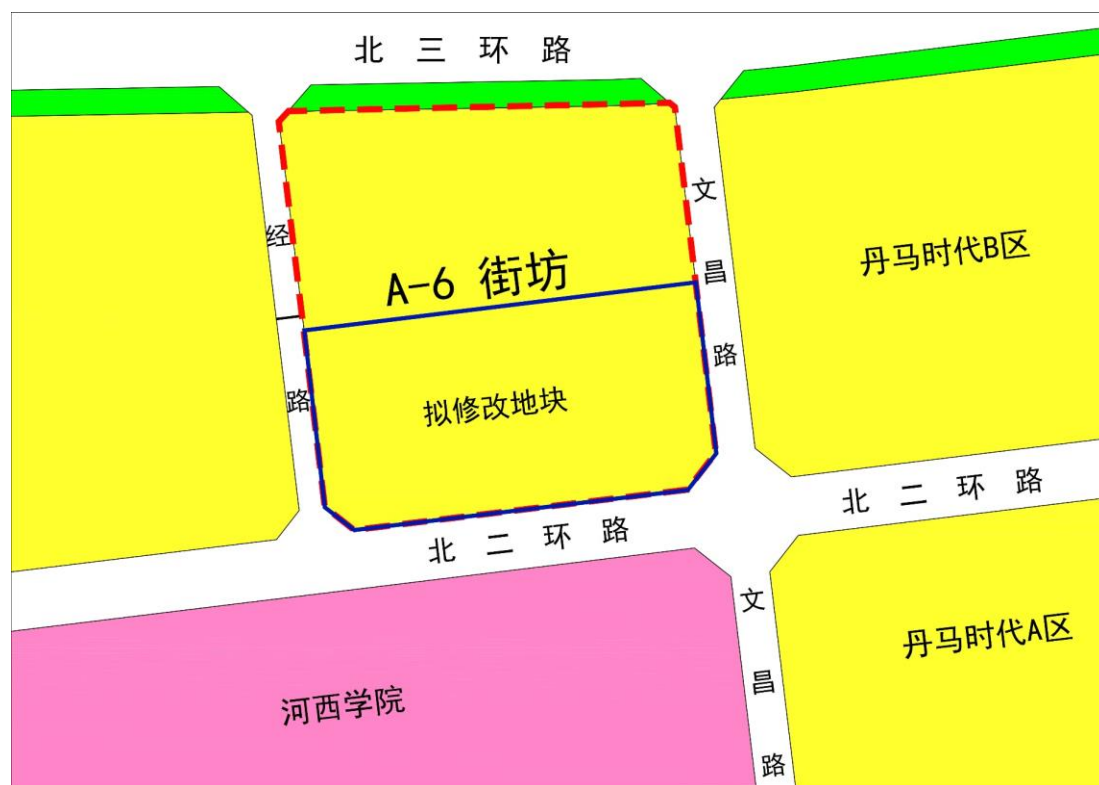 北三环路
文昌路
经一路
丹马时代B区
A-6 街坊
拟修改地块
北二环路
北二环路
文昌路
丹马时代A区
河西学院